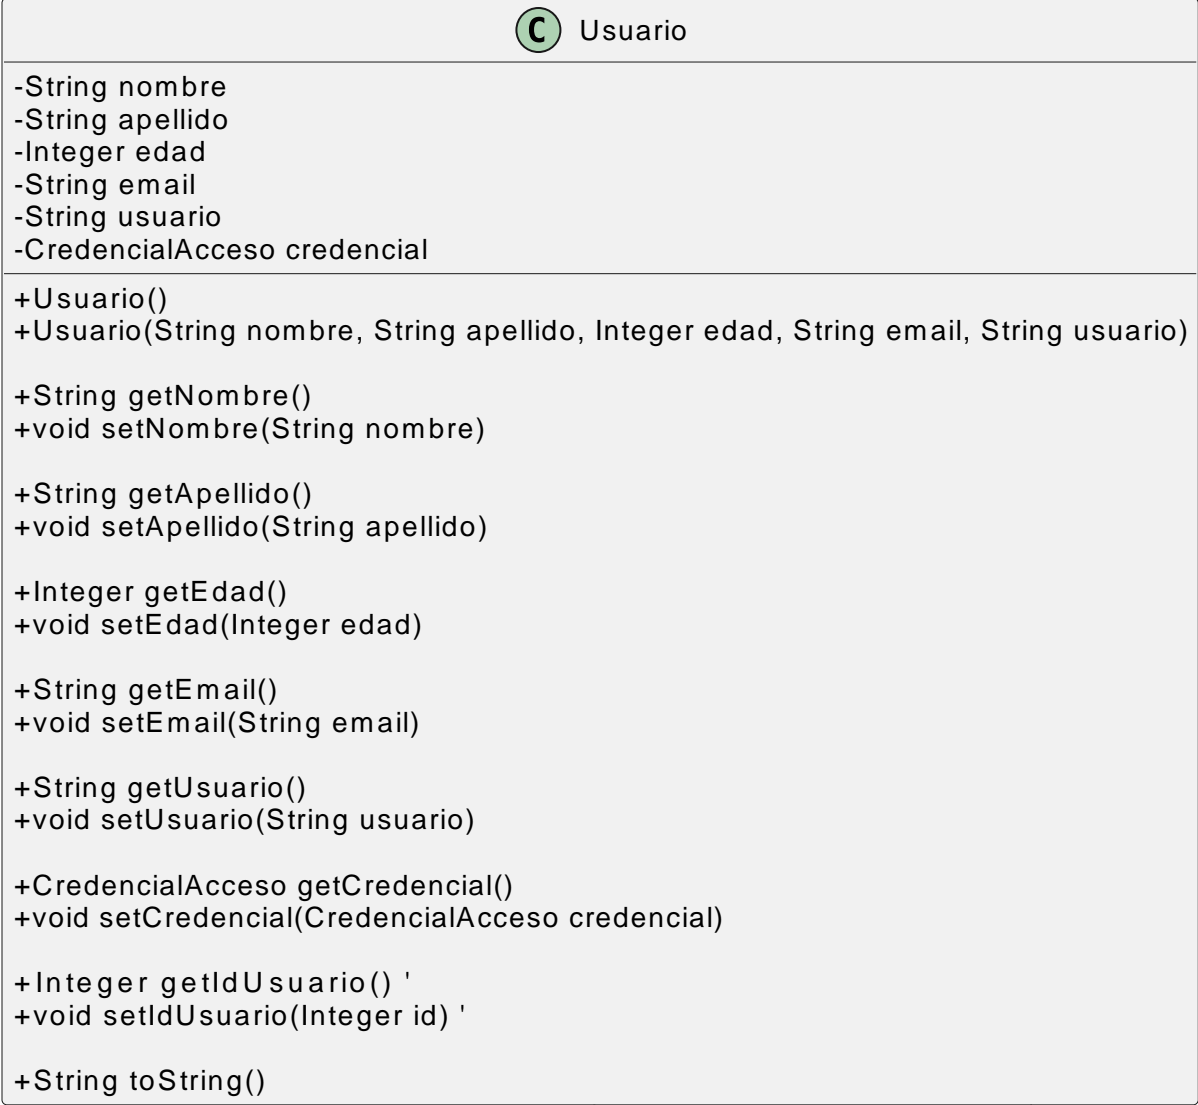 C Usuario
-String nombre
-String apellido
-Integer edad
-String email
-String usuario
-CredencialAcceso credencial
+Usuario()
+Usuario(String nombre, String apellido, Integer edad, String email, String usuario)
+String getNombre()
+void setNombre(String nombre)
+String getApellido()
+void setApellido(String apellido)
+Integer getEdad()
+void setEdad(Integer edad)
+String getEmail()
+void setEmail(String email)
+String getUsuario()
+void setUsuario(String usuario)
+CredencialAcceso getCredencial()
+void setCredencial(CredencialAcceso credencial)
+Integer getIdUsuario() '
+void setIdUsuario(Integer id) '
+String toString()